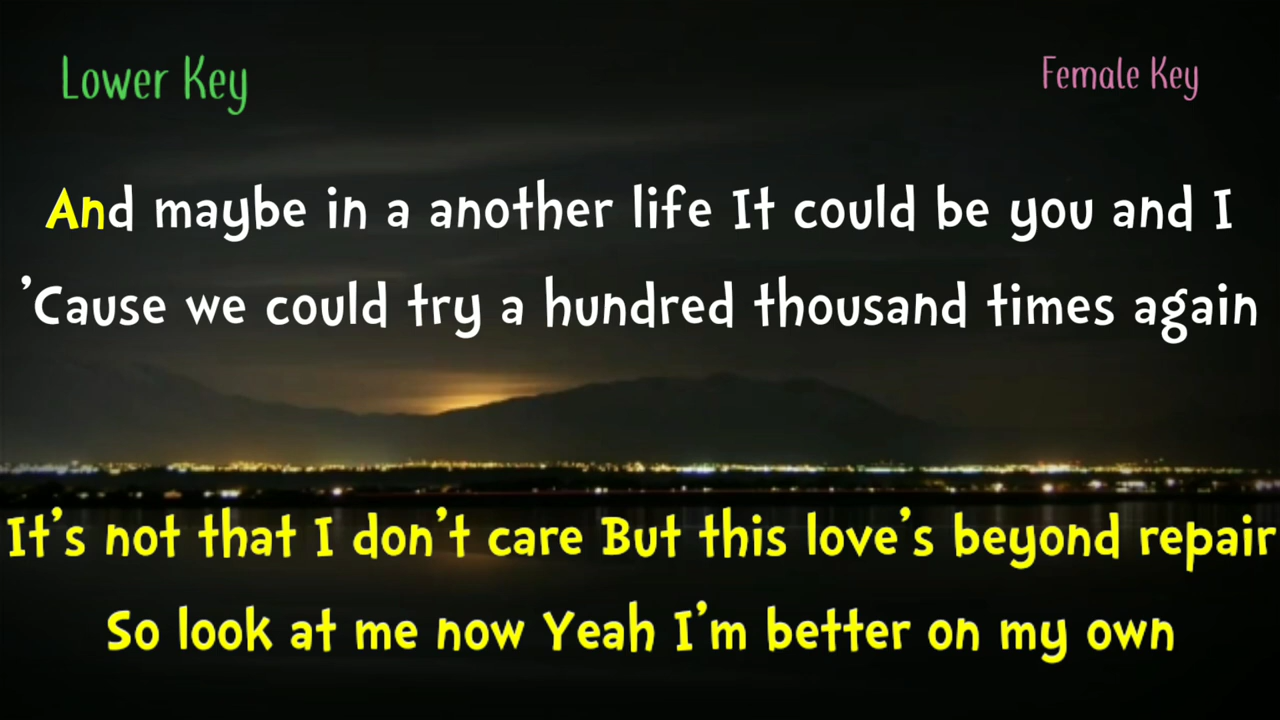 Lower Key
Female Key
And maybe in a another life It could be you and I
'Cause we could try a hundred thousand times again
It's not that I don't care But this love's beyond repair
So look at me now Yeah I'm better on my own